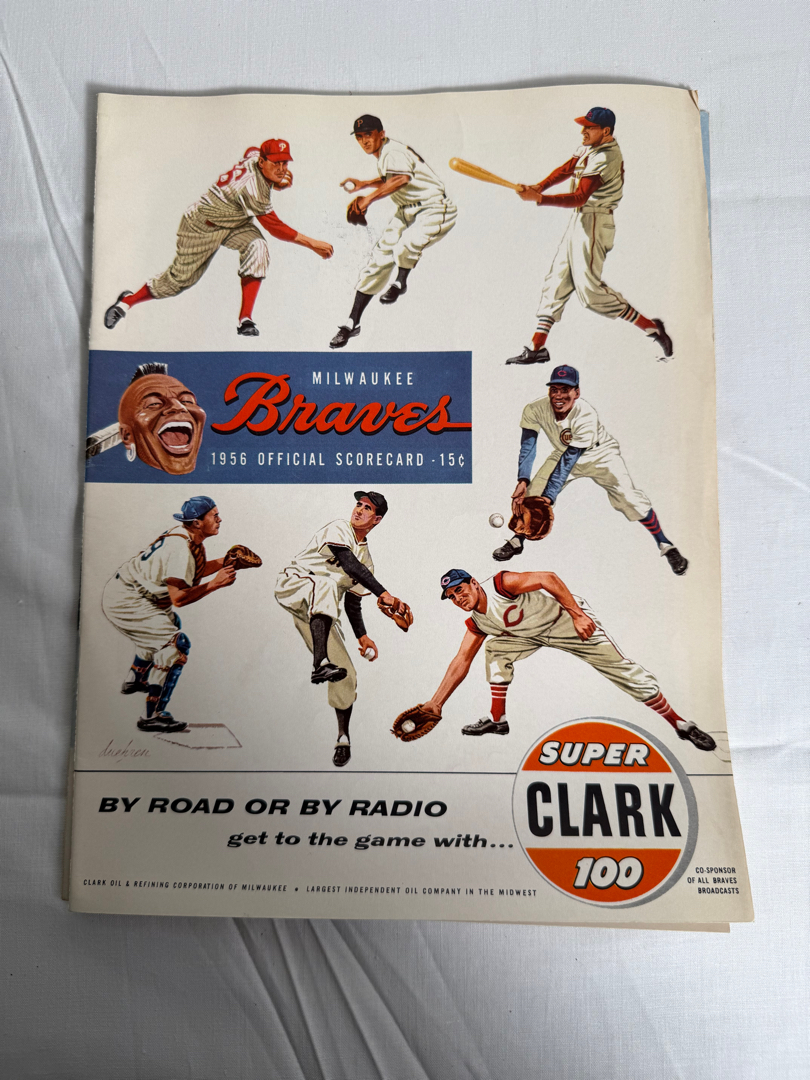 P
P
MILWAUKEE
Braves
1956 OFFICIAL SCORECARD - 15¢
C
CUBS
C
C
SUPER
CLARK
100
BY ROAD OR BY RADIO
get to the game with...
CLARK OIL & REFINING CORPORATION OF MILWAUKEE • LARGEST INDEPENDENT OIL COMPANY IN THE MIDWEST
CO-SPONSOR
OF ALL BRAVES
BROADCASTS